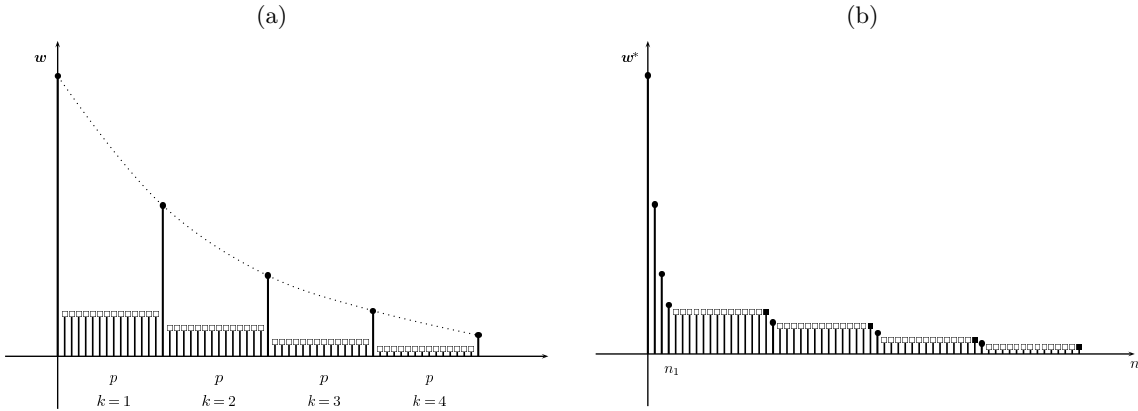 (a)
w
p p p p
k = 1 k = 2 k = 3 k = 4
(b)
w*
n₁
n